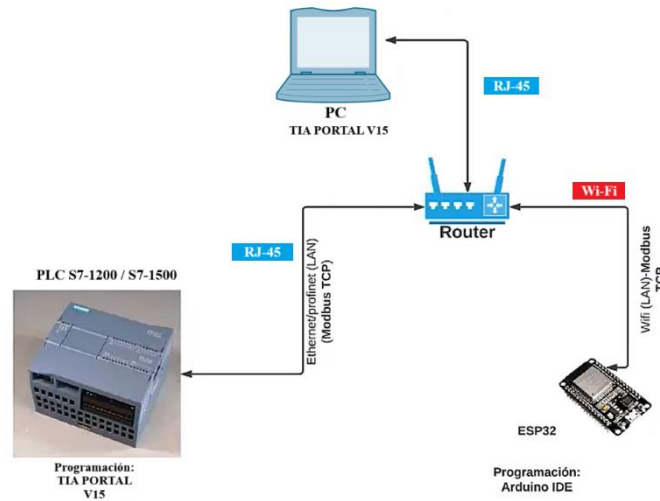 PC
TIA PORTAL V15
RJ-45
Wi-Fi
Router
RJ-45
Ethernet/profinet (LAN)
(Modbus TCP)
Wifi (LAN)-Modbus
TCP
PLC S7-1200 / S7-1500
Programación:
TIA PORTAL
V15
ESP32
Programación:
Arduino IDE